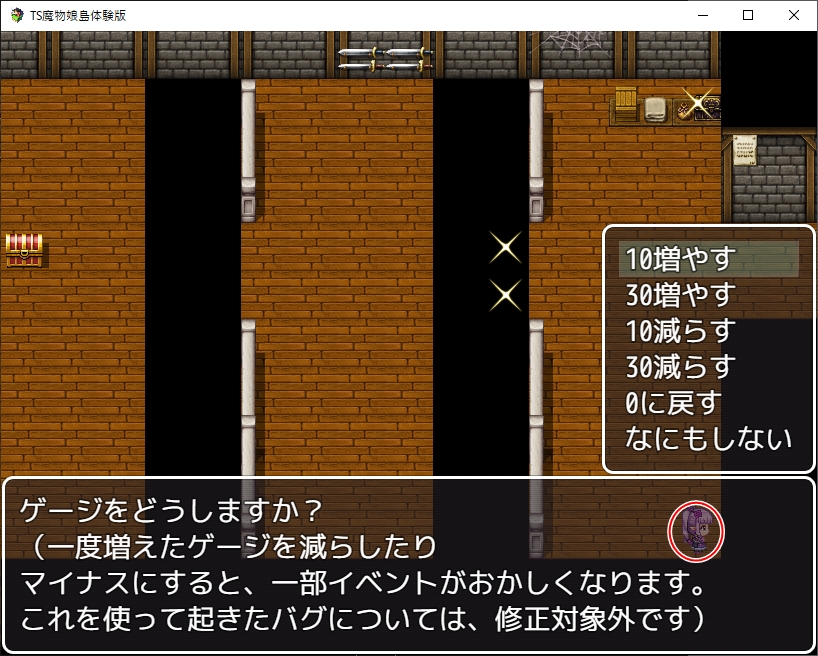 TS魔物娘島体験版
10増やす
30増やす
10減らす
30減らす
0に戻す
なにもしない
ゲージをどうしますか？
（一度増えたゲージを減らしたり
マイナスにすると、一部イベントがおかしくなります。
これを使って起きたバグについては、修正対象外です）